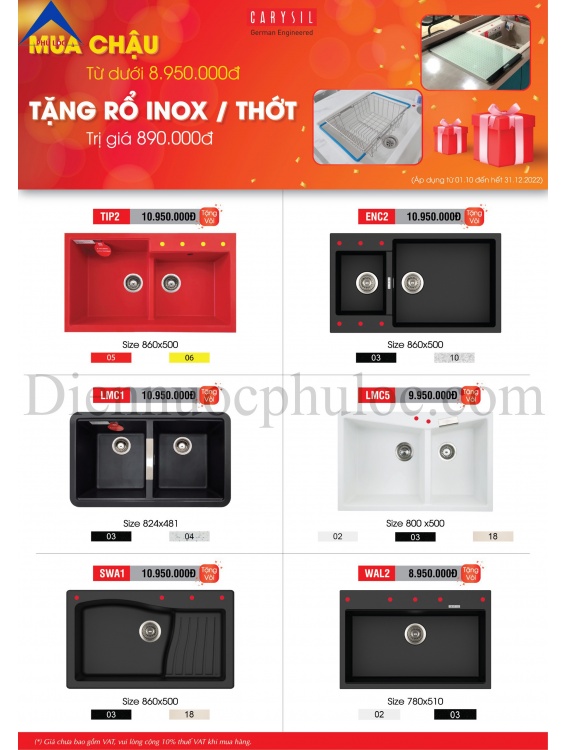 PHU LOC
CARYSIL
German Engineered
MUA CHẬU
Từ dưới 8.950.000đ
TẶNG RỔ INOX / THỚT
Trị giá 890.000đ
(Áp dụng từ 01.10 đến hết 31.12.2022)
TIP2 10.950.000Đ Tặng Vòi
Size 860x500
05 06
ENC2 10.950.000Đ Tặng Vòi
Size 860x500
03 10
Diennuocphuloc.com
LMC1 10.950.000Đ Tặng Vòi
Size 824x481
03 04
LMC5 9.950.000Đ Tặng Vòi
Size 800 x500
02 03 18
SWA1 10.950.000Đ Tặng Vòi
Size 860x500
03 18
WAL2 8.950.000Đ Tặng Vòi
Size 780x510
02 03
(*) Giá chưa bao gồm VAT, vui lòng cộng 10% thuế VAT khi mua hàng.